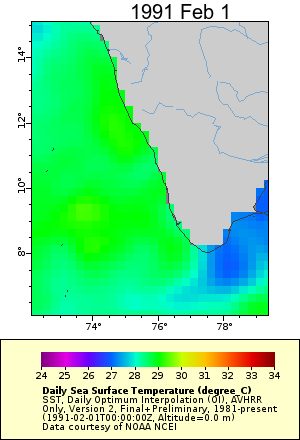 1991 Feb 1
14°
12°
10°
9°
8°
74°
76°
78°
24 25 26 27 28 29 30 31 32 33 34
Daily Sea Surface Temperature (degree_C)
SST, Daily Optimum Interpolation (OI), AVHRR
Only, Version 2, Final+Preliminary, 1981-present
(1991-02-01T00:00:00Z, Altitude=0.0 m)
Data courtesy of NOAA NCEI